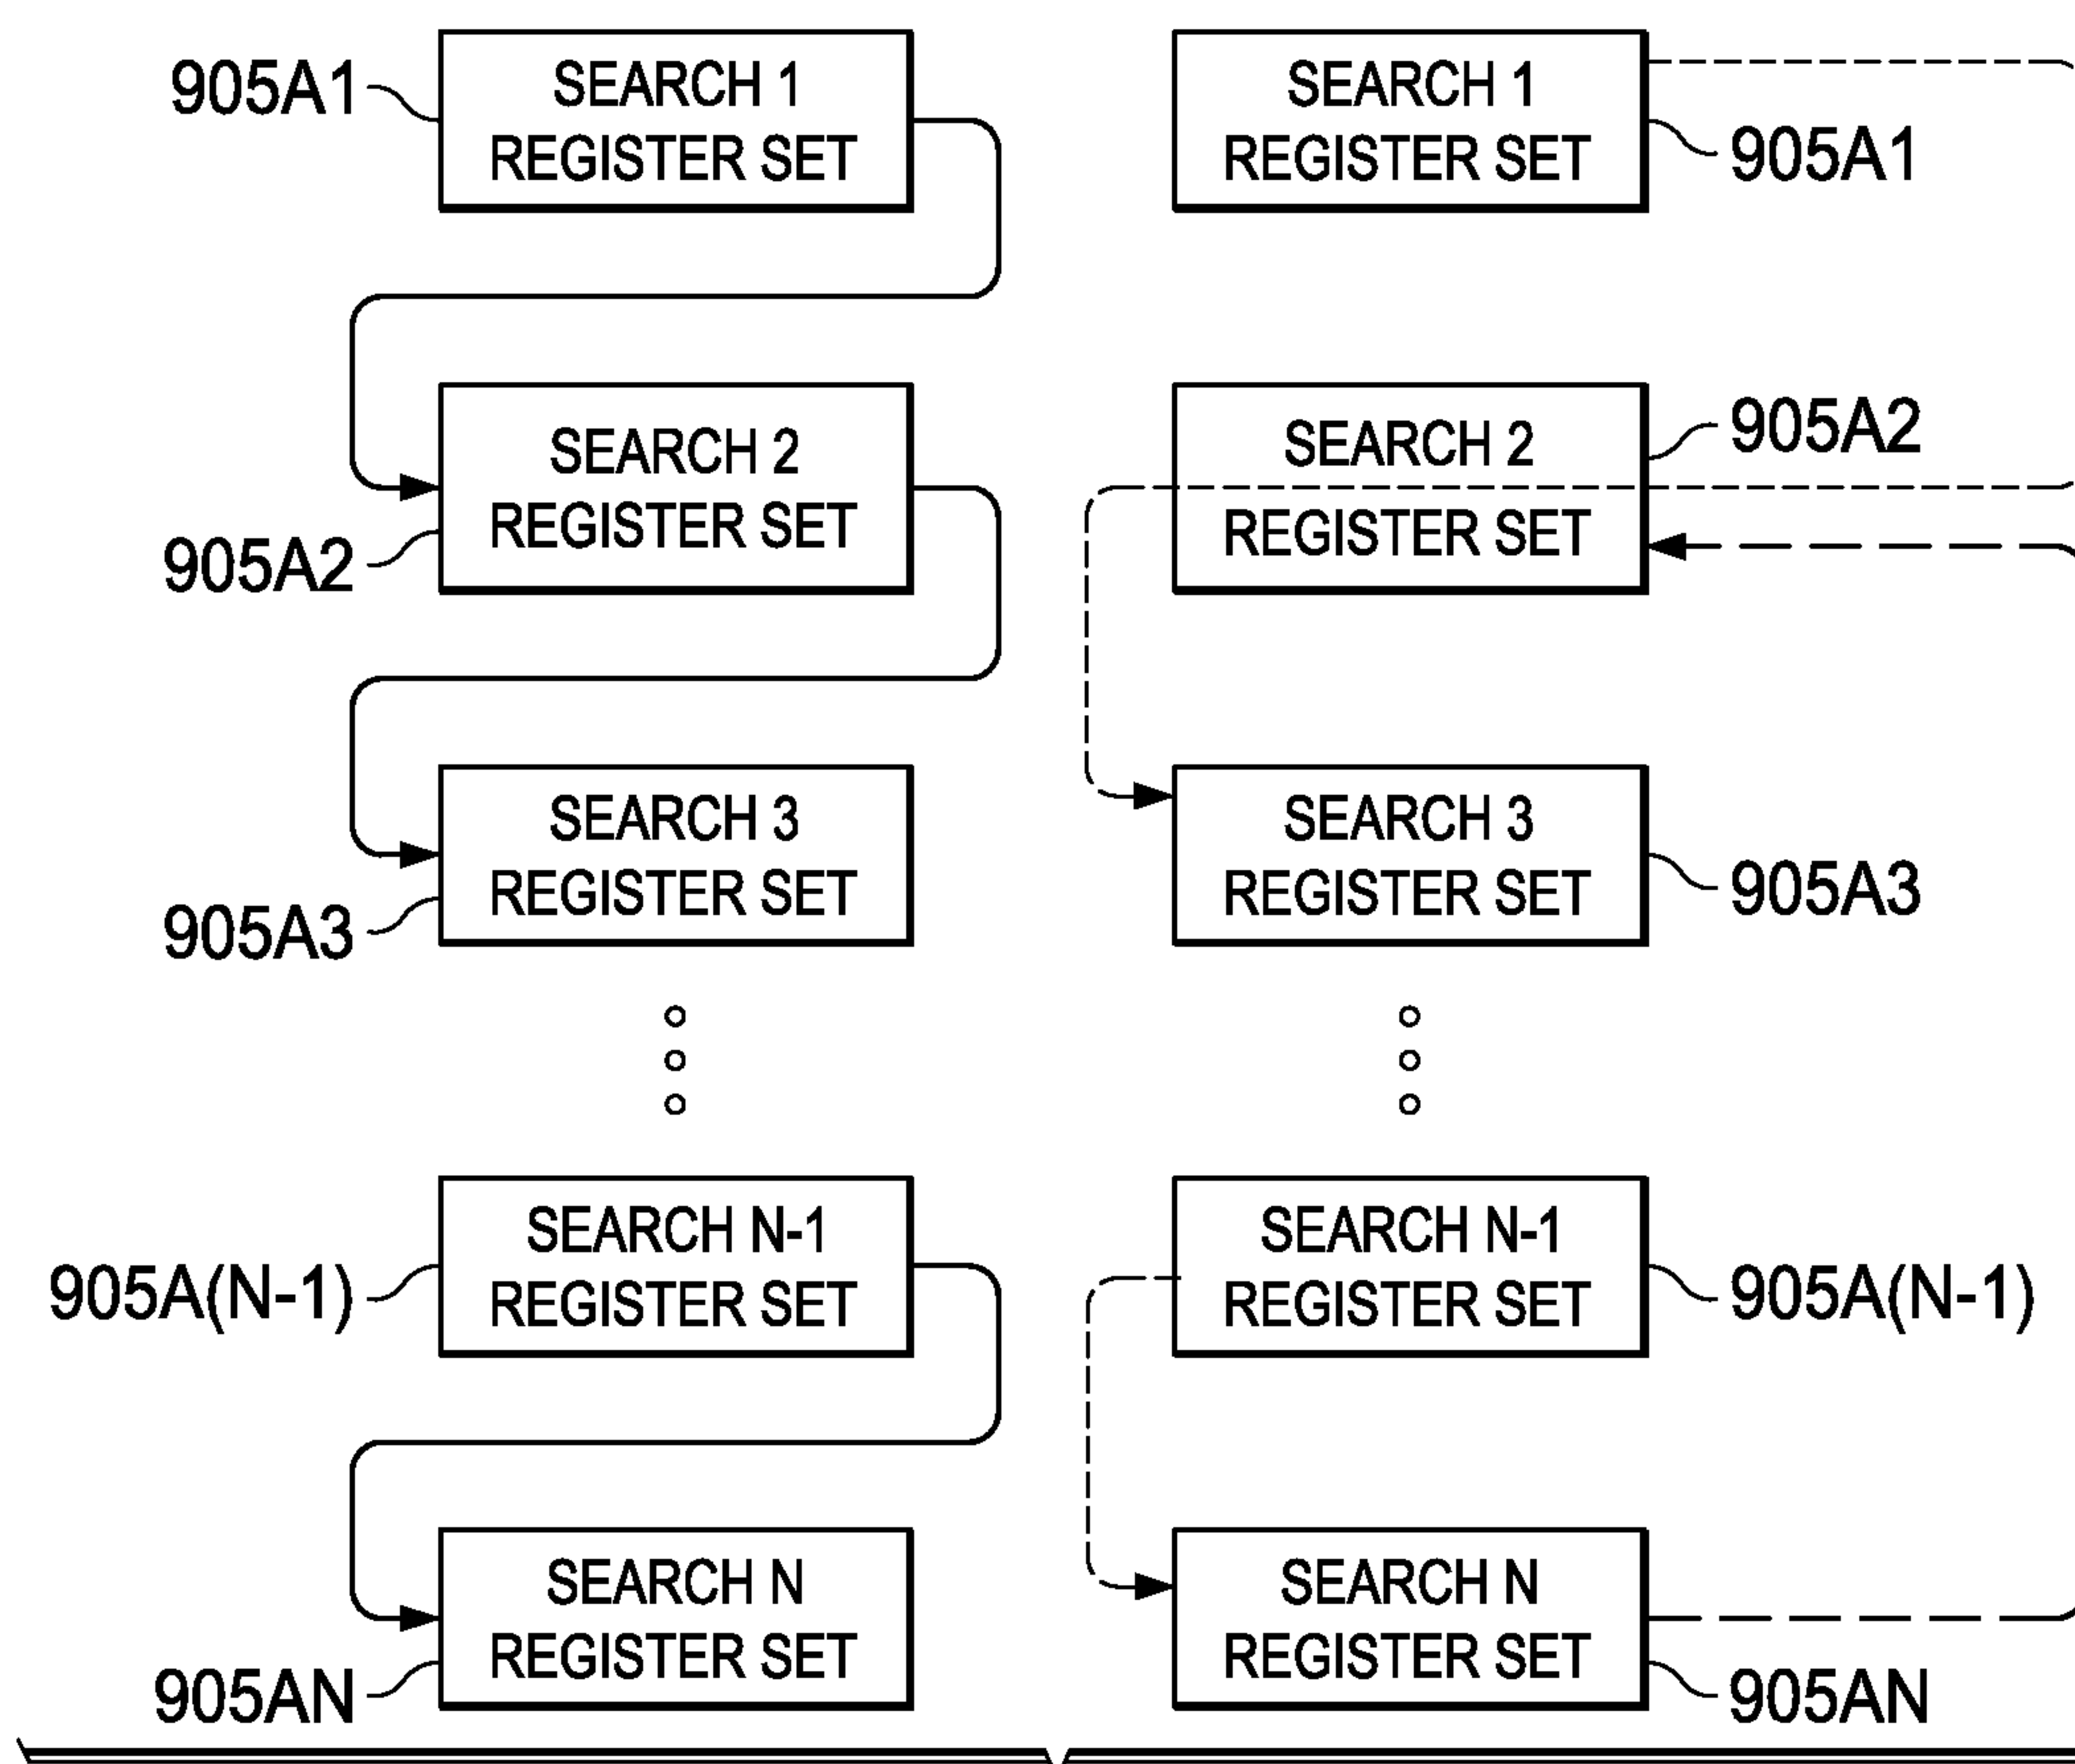 905A1
SEARCH 1
REGISTER SET
SEARCH 1
REGISTER SET
905A1
SEARCH 2
REGISTER SET
905A2
SEARCH 2
REGISTER SET
905A2
SEARCH 3
REGISTER SET
905A3
SEARCH 3
REGISTER SET
905A3
SEARCH N-1
REGISTER SET
905A(N-1)
SEARCH N-1
REGISTER SET
905A(N-1)
SEARCH N
REGISTER SET
905AN
SEARCH N
REGISTER SET
905AN